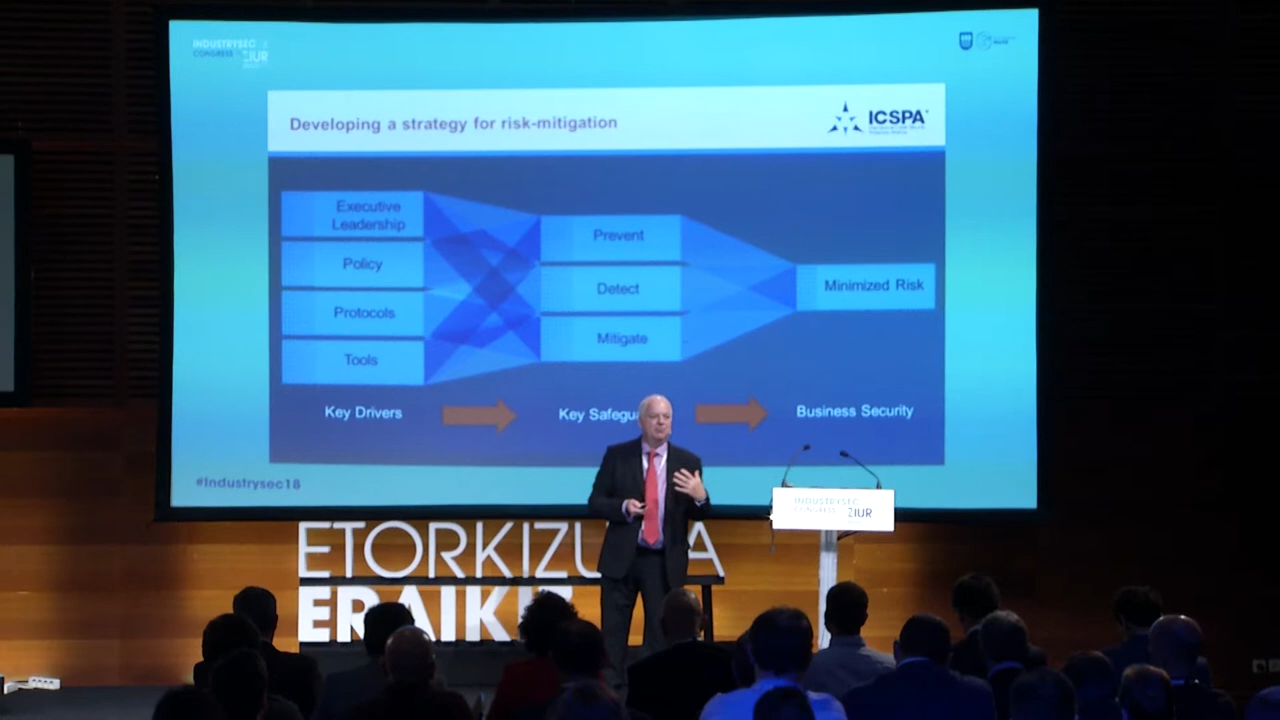 INDUSTRYSEC
CONGRESS ZIUR
Developing a strategy for risk-mitigation
ICSPA
Executive
Leadership
Policy
Protocols
Tools
Prevent
Detect
Mitigate
Minimized Risk
Key Drivers
Key Safegu
Business Security
#Industrysec18
INDUSTRYSEC
CONGRESS ZIUR
ETORKIZU A
ERAIKI